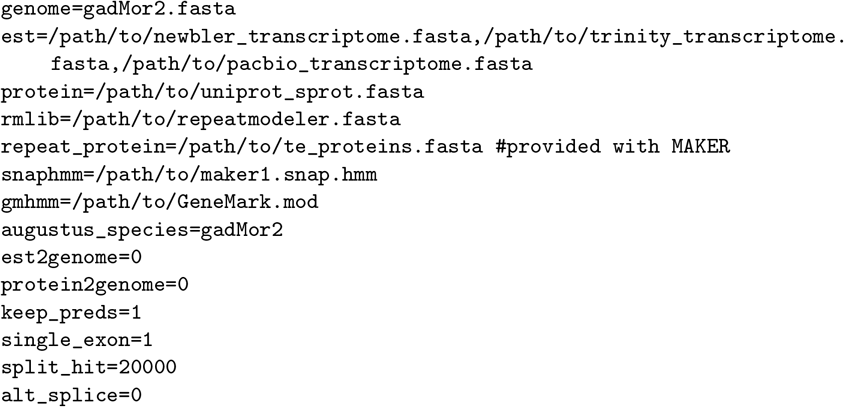 genome=gadMor2.fasta
est=/path/to/newbler_transcriptome.fasta,/path/to/trinity_transcriptome.
fasta,/path/to/pacbio_transcriptome.fasta
protein=/path/to/uniprot_sprot.fasta
rmlib=/path/to/repeatmodeler.fasta
repeat_protein=/path/to/te_proteins.fasta #provided with MAKER
snaphmm=/path/to/maker1.snap.hmm
gmhmm=/path/to/GeneMark.mod
augustus_species=gadMor2
est2genome=0
protein2genome=0
keep_preds=1
single_exon=1
split_hit=20000
alt_splice=0